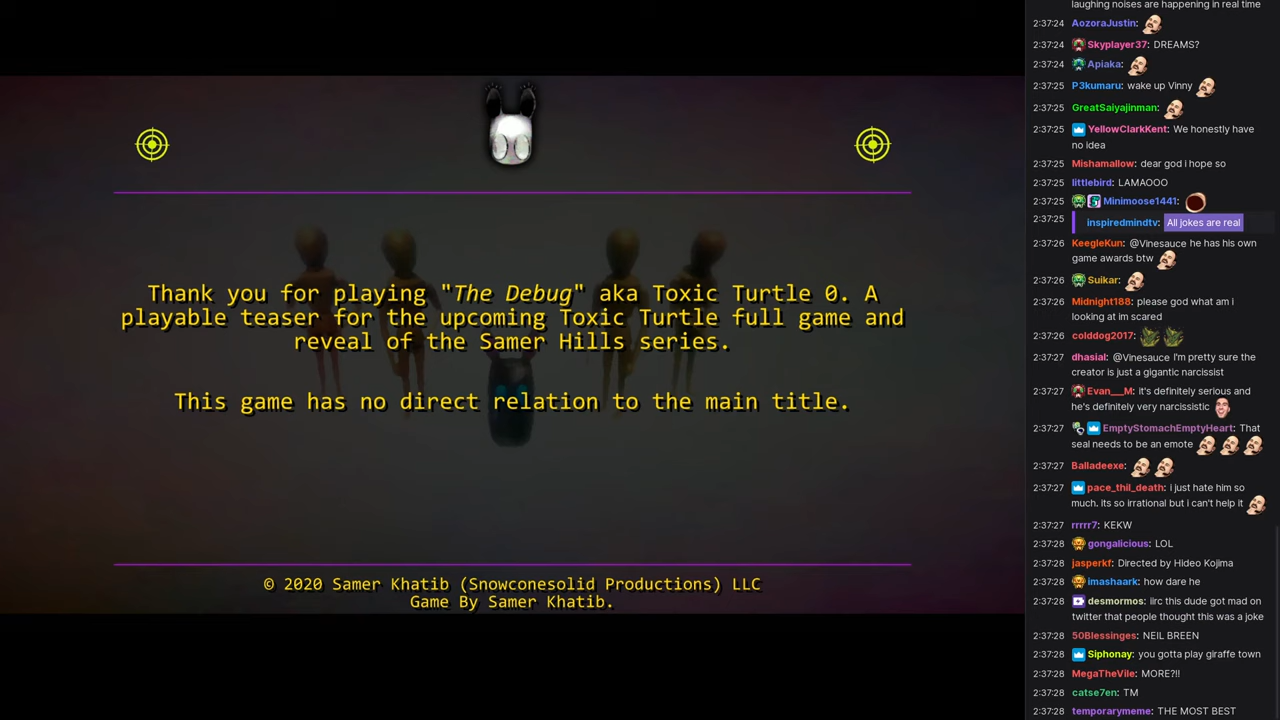 Thank you for playing "The Debug" aka Toxic Turtle 0. A
playable teaser for the upcoming Toxic Turtle full game and
reveal of the Samer Hills series.
This game has no direct relation to the main title.
© 2020 Samer Khatib (Snowconesolid Productions) LLC
Game By Samer Khatib.
laughing noises are happening in real time
2:37:24 AozoraJustin:
2:37:24 Skyplayer37: DREAMS?
2:37:24 Apiaka:
2:37:25 P3kumaru: wake up Vinny
2:37:25 GreatSaiyajinman:
2:37:25 YellowClarkKent: We honestly have
no idea
2:37:25 Mishamallow: dear god i hope so
2:37:25 littlebird: LAMAOOO
2:37:25 Minimoose1441:
2:37:25 inspiredmindtv: All jokes are real
2:37:26 KeegleKun: @Vinesauce he has his own
game awards btw
2:37:26 Suikar:
2:37:26 Midnight188: please god what am i
looking at im scared
2:37:26 colddog2017:
2:37:27 dhasial: @Vinesauce I'm pretty sure the
creator is just a gigantic narcissist
2:37:27 Evan___M: it's definitely serious and
he's definitely very narcissistic
2:37:27 EmptyStomachEmptyHeart: That
seal needs to be an emote
2:37:27 Balladeexe:
2:37:27 pace_thil_death: i just hate him so
much. its so irrational but i can't help it
2:37:27 rrrrr7: KEKW
2:37:28 gongalicious: LOL
2:37:28 jasperkf: Directed by Hideo Kojima
2:37:28 imashaark: how dare he
2:37:28 desmormos: iirc this dude got mad on
twitter that people thought this was a joke
2:37:28 50Blessinges: NEIL BREEN
2:37:28 Siphonay: you gotta play giraffe town
2:37:28 MegaTheVile: MORE?!!
2:37:28 catse7en: TM
2:37:28 temporarymeme: THE MOST BEST